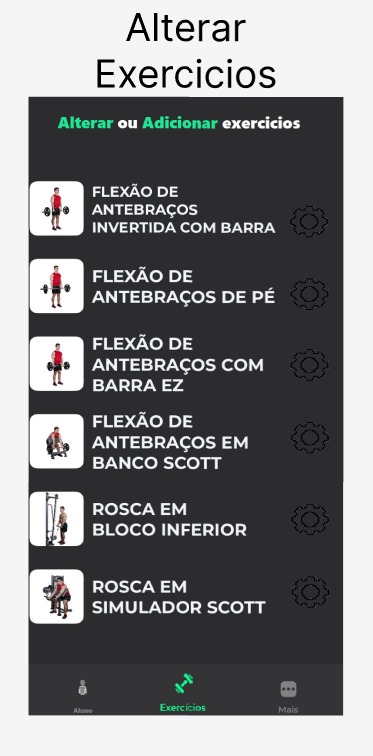 Alterar
Exercicios
Alterar ou Adicionar exercicios
FLEXÃO DE
ANTEBRAÇOS
INVERTIDA COM BARRA
FLEXÃO DE
ANTEBRAÇOS DE PÉ
FLEXÃO DE
ANTEBRAÇOS COM
BARRA EZ
FLEXÃO DE
ANTEBRAÇOS EM
BANCO SCOTT
ROSCA EM
BLOCO INFERIOR
ROSCA EM
SIMULADOR SCOTT
Aluno
Exercícios
Mais